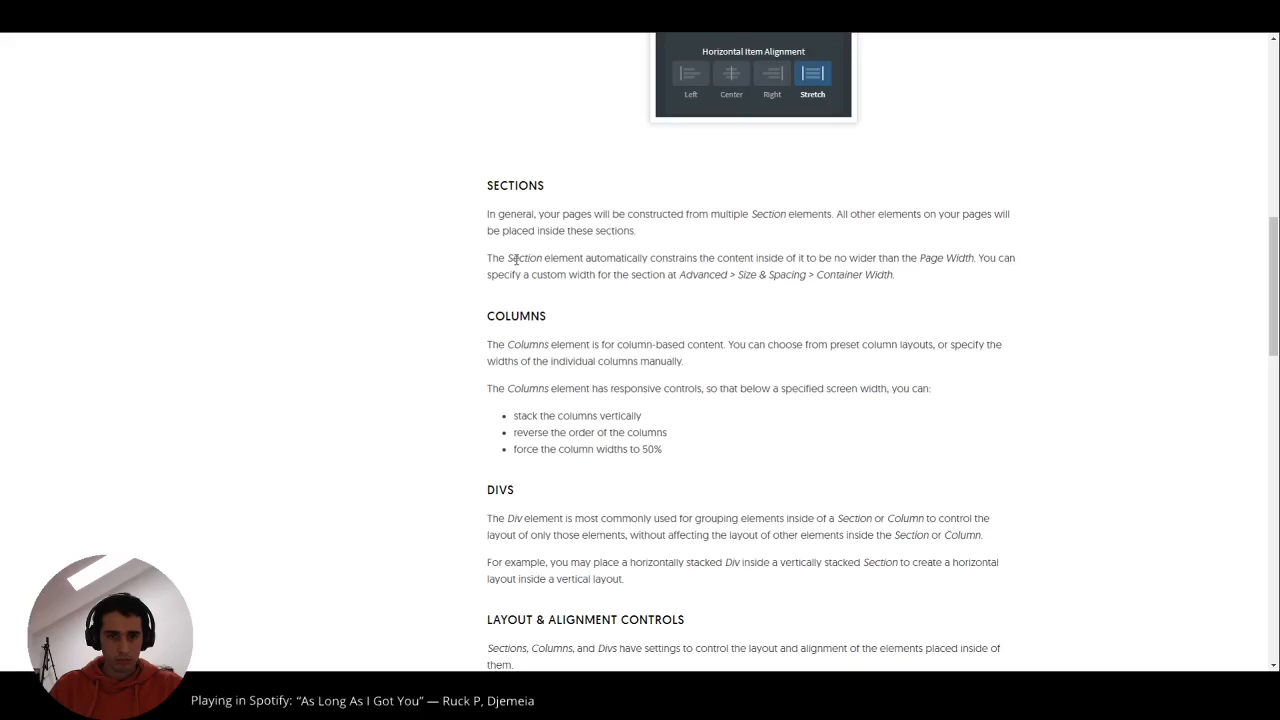 Horizontal Item Alignment
Left Center Right Stretch
SECTIONS
In general, your pages will be constructed from multiple Section elements. All other elements on your pages will
be placed inside these sections.
The Section element automatically constrains the content inside of it to be no wider than the Page Width. You can
specify a custom width for the section at Advanced > Size & Spacing > Container Width.
COLUMNS
The Columns element is for column-based content. You can choose from preset column layouts, or specify the
widths of the individual columns manually.
The Columns element has responsive controls, so that below a specified screen width, you can:
• stack the columns vertically
• reverse the order of the columns
• force the column widths to 50%
DIVS
The Div element is most commonly used for grouping elements inside of a Section or Column to control the
layout of only those elements, without affecting the layout of other elements inside the Section or Column.
For example, you may place a horizontally stacked Div inside a vertically stacked Section to create a horizontal
layout inside a vertical layout.
LAYOUT & ALIGNMENT CONTROLS
Sections, Columns, and Divs have settings to control the layout and alignment of the elements placed inside of
them.
Playing in Spotify: “As Long As I Got You” — Ruck P, Djemeia